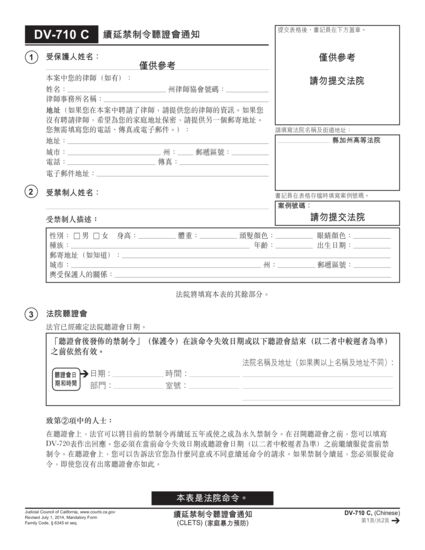 DV-710 C 續延禁制令聽證會通知
提交表格後，書記員在下方蓋章。
僅供參考
請勿提交法院
請填寫法院名稱及街道地址：
縣加州高等法院
書記員在表格存檔時填寫案例號碼。
案例號碼：
請勿提交法院
1 受保護人姓名：
僅供參考
本案中您的律師（如有）：
姓名： 州律師協會號碼：
律師事務所名稱：
地址（如果您在本案中聘請了律師，請提供您的律師的資訊。如果您
沒有聘請律師，希望為您的家庭地址保密，請提供另一個郵寄地址。
您無需填寫您的電話、傳真或電子郵件。）：
地址：
城市： 州： 郵遞區號：
電話： 傳真：
電子郵件地址：
2 受禁制人姓名：
受禁制人描述：
性別： 男 女 身高： 體重： 頭髮顏色： 眼睛顏色：
種族： 年齡： 出生日期：
郵寄地址（如知道）：
城市： 州： 郵遞區號：
與受保護人的關係：
法院將填寫本表的其餘部分。
3 法院聽證會
法官已經確定法院聽證會日期。
「聽證會後發佈的禁制令」（保護令）在該命令失效日期或以下聽證會結束（以二者中較遲者為準）
之前依然有效。
法院名稱及地址（如果與以上名稱及地址不同）：
聽證會日
期和時間
日期： 時間：
部門： 室號：
致第②項中的人士：
在聽證會上，法官可以將目前的禁制令再續延五年或使之成為永久禁制令。在召開聽證會之前，您可以填寫
DV-720表作出回應。您必須在當前命令失效日期或聽證會日期（以二者中較遲者為準）之前繼續服從當前禁
制令。在聽證會上，您可以告訴法官您為什麼同意或不同意續延命令的請求。如果禁制令續延，您必須服從命
令，即使您沒有出席聽證會亦如此。
本表是法院命令。
Judicial Council of California, www.courts.ca.gov
Revised July 1, 2014, Mandatory Form
Family Code, § 6345 et seq.
續延禁制令聽證會通知
(CLETS) (家庭暴力預防)
DV-710 C, (Chinese)
第1頁/共2頁